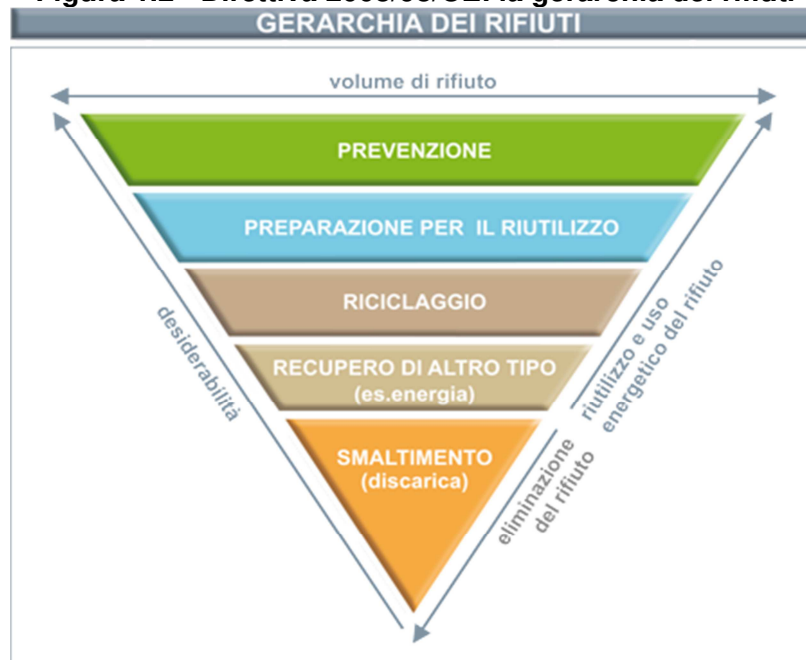 GERARCHIA DEI RIFIUTI
volume di rifiuto
PREVENZIONE
PREPARAZIONE PER IL RIUTILIZZO
RICICLAGGIO
RECUPERO DI ALTRO TIPO
(es.energia)
SMALTIMENTO
(discarica)
desiderabilità
riutilizzo e uso
energetico del rifiuto
eliminazione
del rifiuto